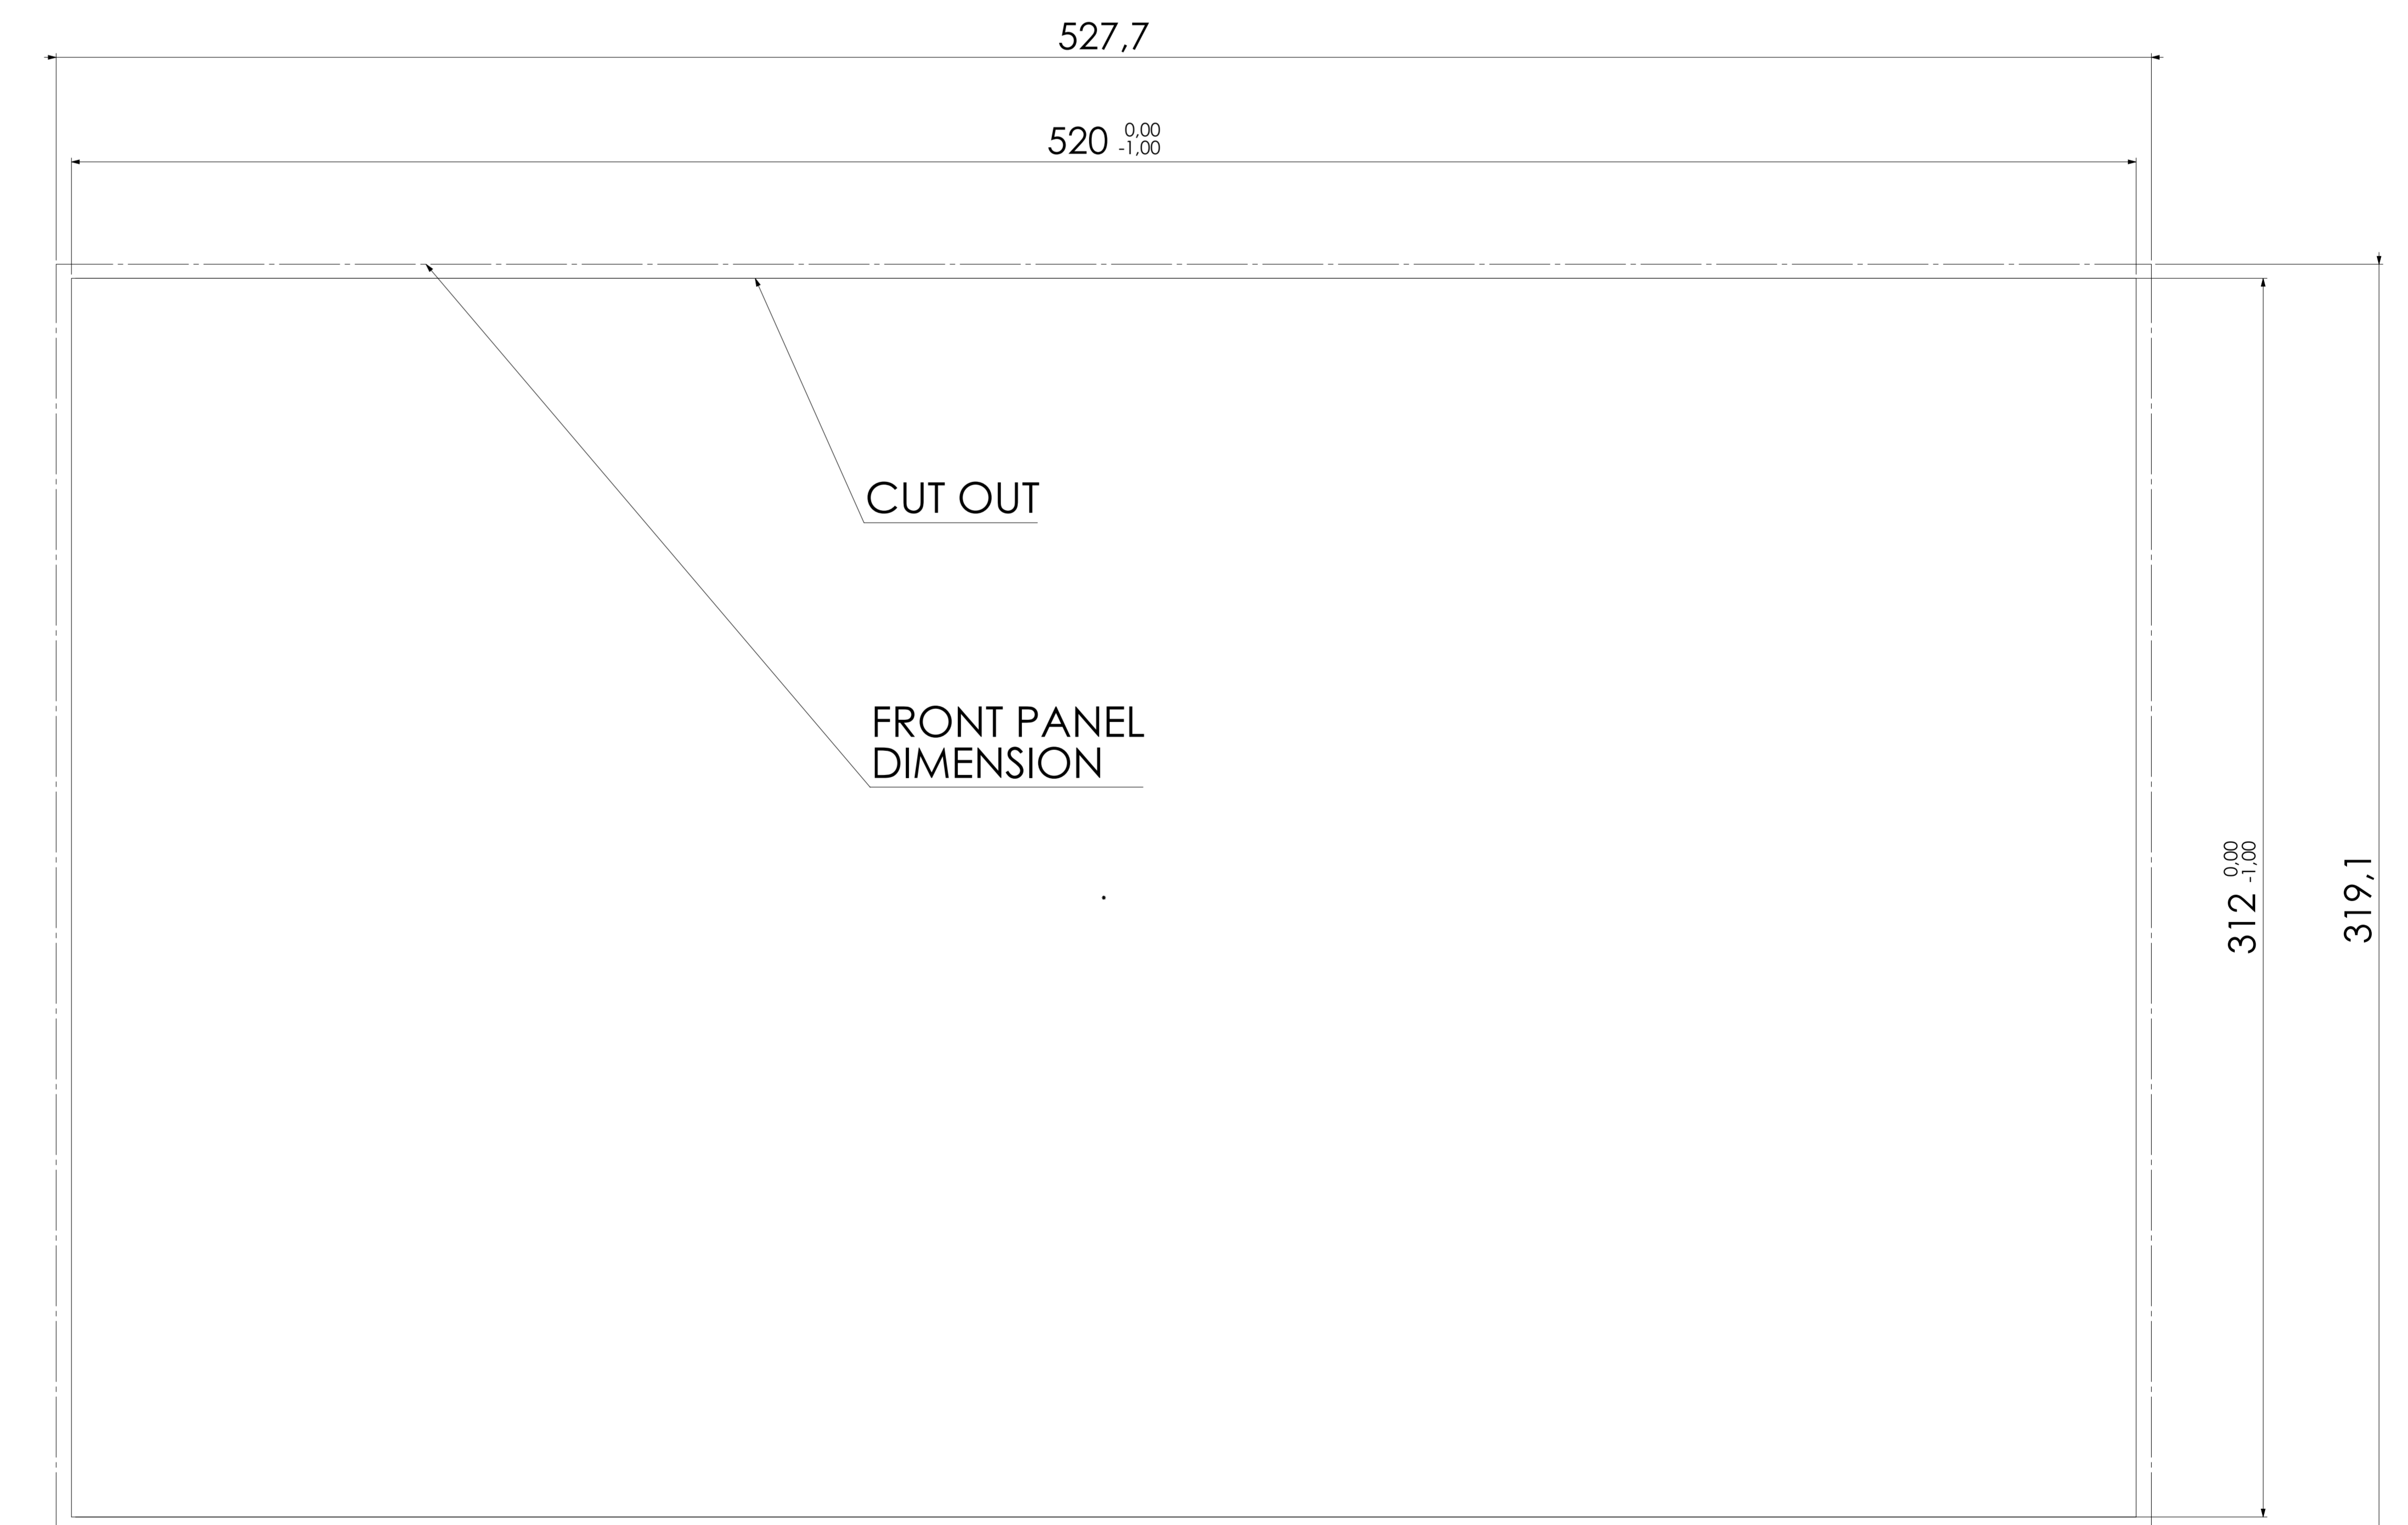 527,7
520 0,00
-1,00
CUT OUT
FRONT PANEL
DIMENSION
312 0,00
-1,00
319,1